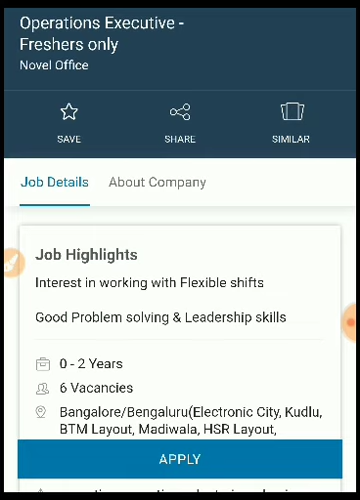 Operations Executive -
Freshers only
Novel Office
SAVE
SHARE
SIMILAR
Job Details
About Company
Job Highlights
Interest in working with Flexible shifts
Good Problem solving & Leadership skills
0 - 2 Years
6 Vacancies
Bangalore/Bengaluru(Electronic City, Kudlu,
BTM Layout, Madiwala, HSR Layout,
APPLY